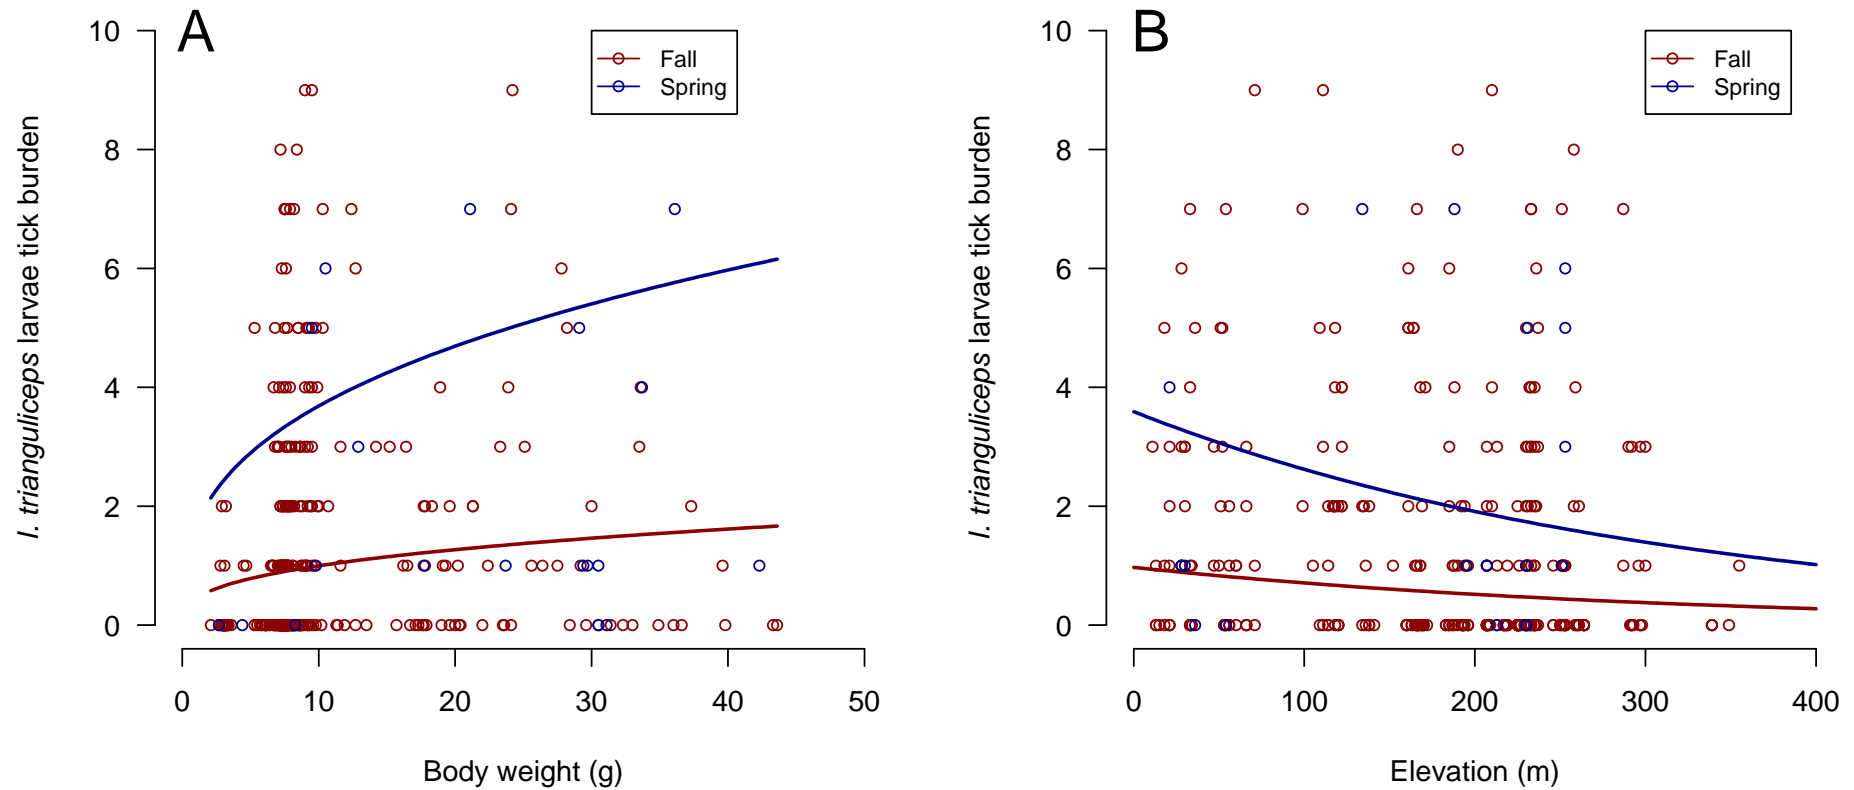 A
10
8
6
4
2
0
I. trianguliceps larvae tick burden
Fall
Spring
0 10 20 30 40 50
Body weight (g)
B
10
8
6
4
2
0
I. trianguliceps larvae tick burden
Fall
Spring
0 100 200 300 400
Elevation (m)